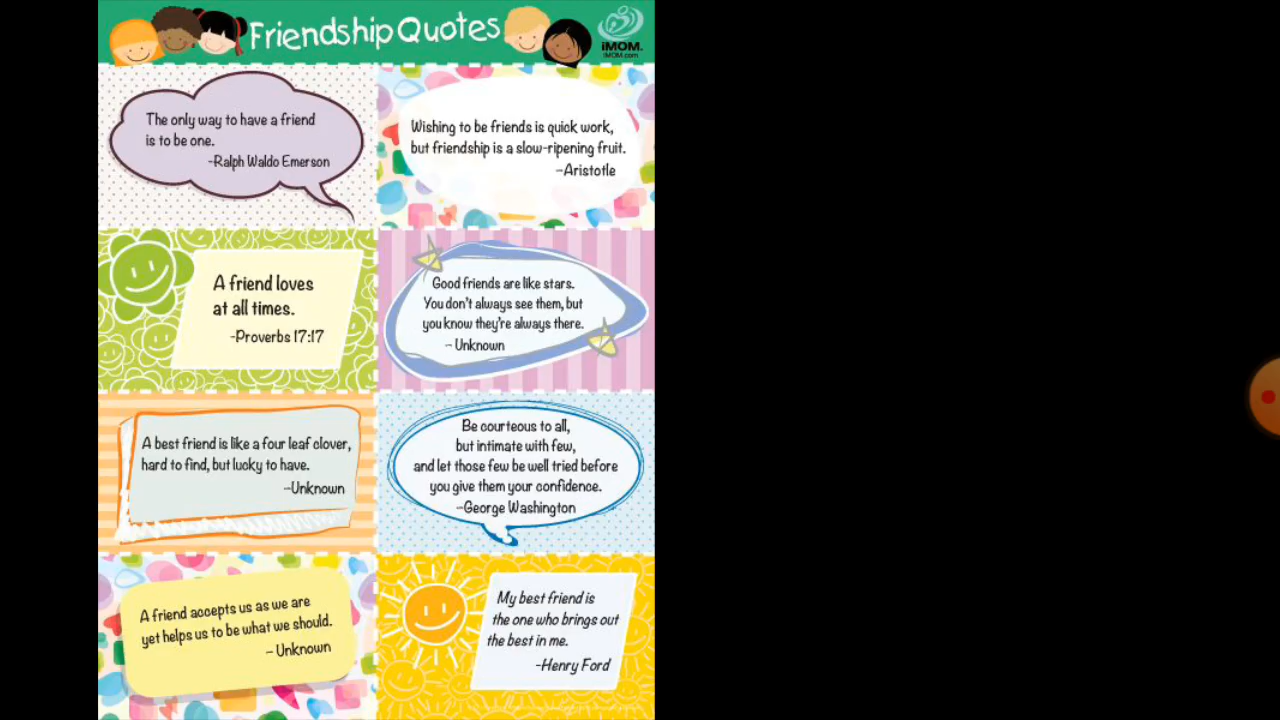 Friendship Quotes
iMOM.
iMOM.com
The only way to have a friend
is to be one.
-Ralph Waldo Emerson
Wishing to be friends is quick work,
but friendship is a slow-ripening fruit.
-Aristotle
A friend loves
at all times.
-Proverbs 17:17
Good friends are like stars.
You don't always see them, but
you know they're always there.
- Unknown
A best friend is like a four leaf clover,
hard to find, but lucky to have.
-Unknown
Be courteous to all,
but intimate with few,
and let those few be well tried before
you give them your confidence.
-George Washington
A friend accepts us as we are
yet helps us to be what we should.
- Unknown
My best friend is
the one who brings out
the best in me.
-Henry Ford